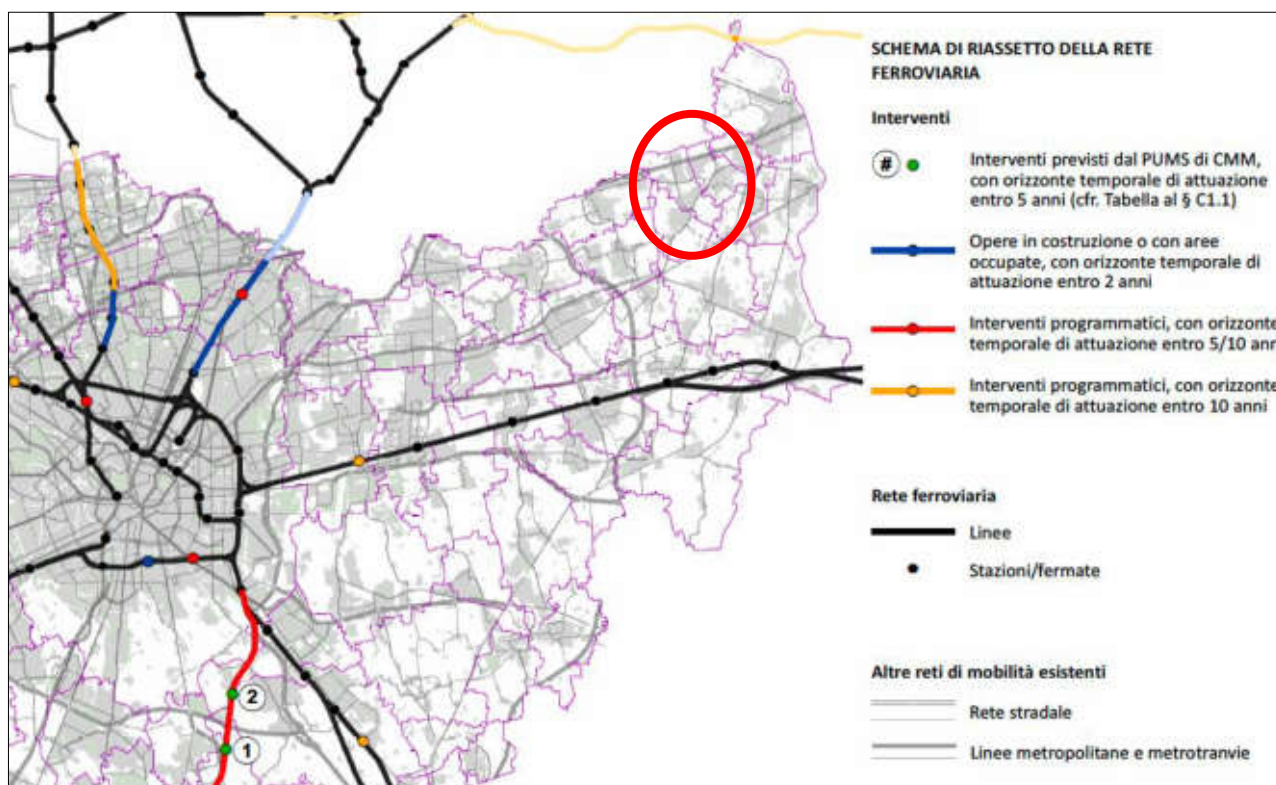 SCHEMA DI RIASSETTO DELLA RETE
FERROVIARIA
Interventi
# Interventi previsti dal PUMS di CMM,
con orizzonte temporale di attuazione
entro 5 anni (cfr. Tabella al § C1.1)
Opere in costruzione o con aree
occupate, con orizzonte temporale di
attuazione entro 2 anni
Interventi programmatici, con orizzonte
temporale di attuazione entro 5/10 ann
Interventi programmatici, con orizzonte
temporale di attuazione entro 10 anni
Rete ferroviaria
Linee
Stazioni/fermate
Altre reti di mobilità esistenti
Rete stradale
Linee metropolitane e metrotranvie
2
1